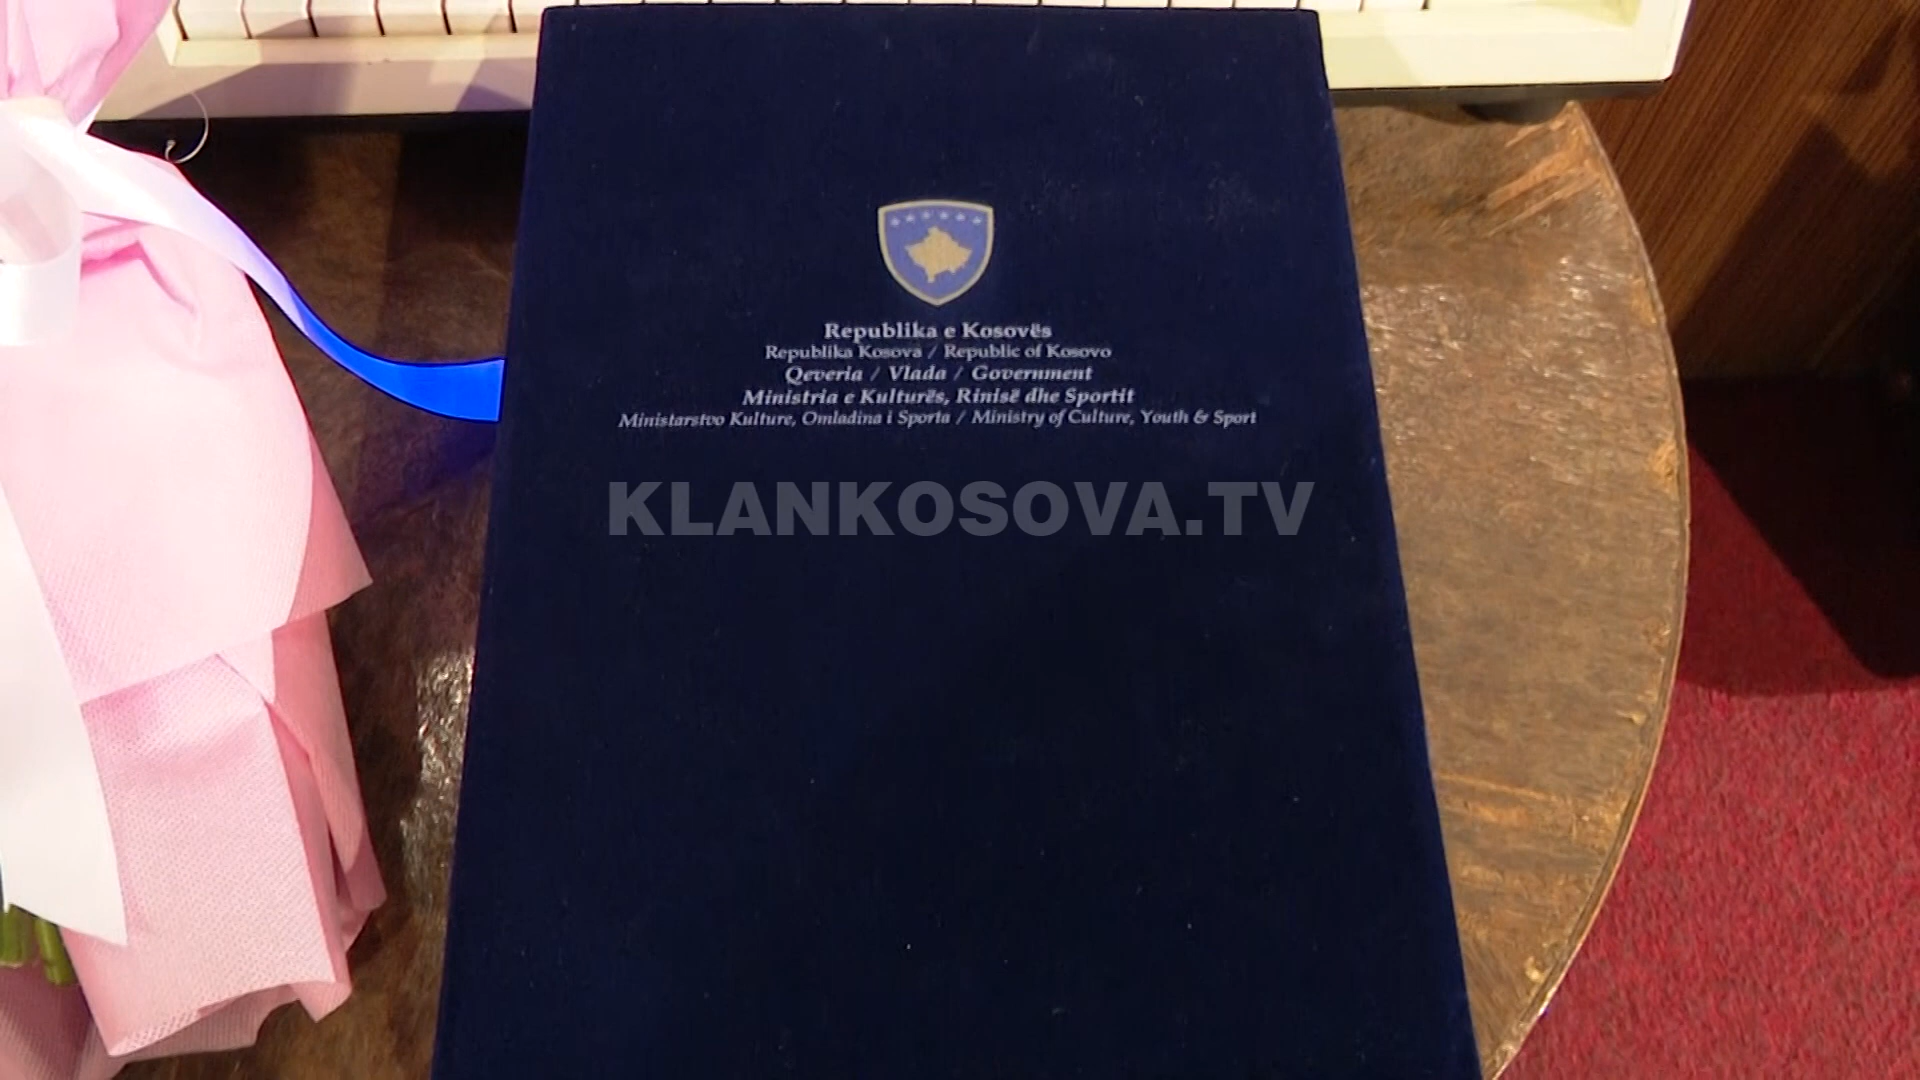 Republika e Kosovës
Republika Kosova / Republic of Kosovo
Qeveria / Vlada / Government
Ministria e Kulturës, Rinisë dhe Sportit
Ministarstvo Kulture, Omladina i Sporta / Ministry of Culture, Youth & Sport
KLANKOSOVA.TV